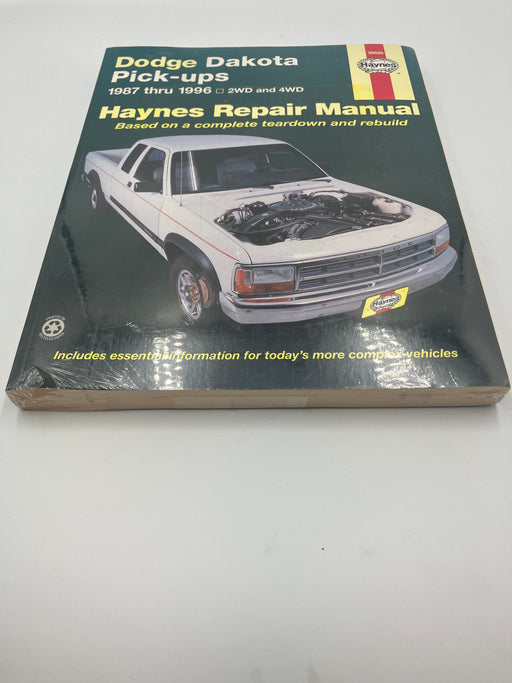 Dodge Dakota
Pick-ups
1987 thru 1996 □ 2WD and 4WD
Haynes
Haynes Repair Manual
Based on a complete teardown and rebuild
DODGE
Haynes
Includes essential information for today's more complex vehicles